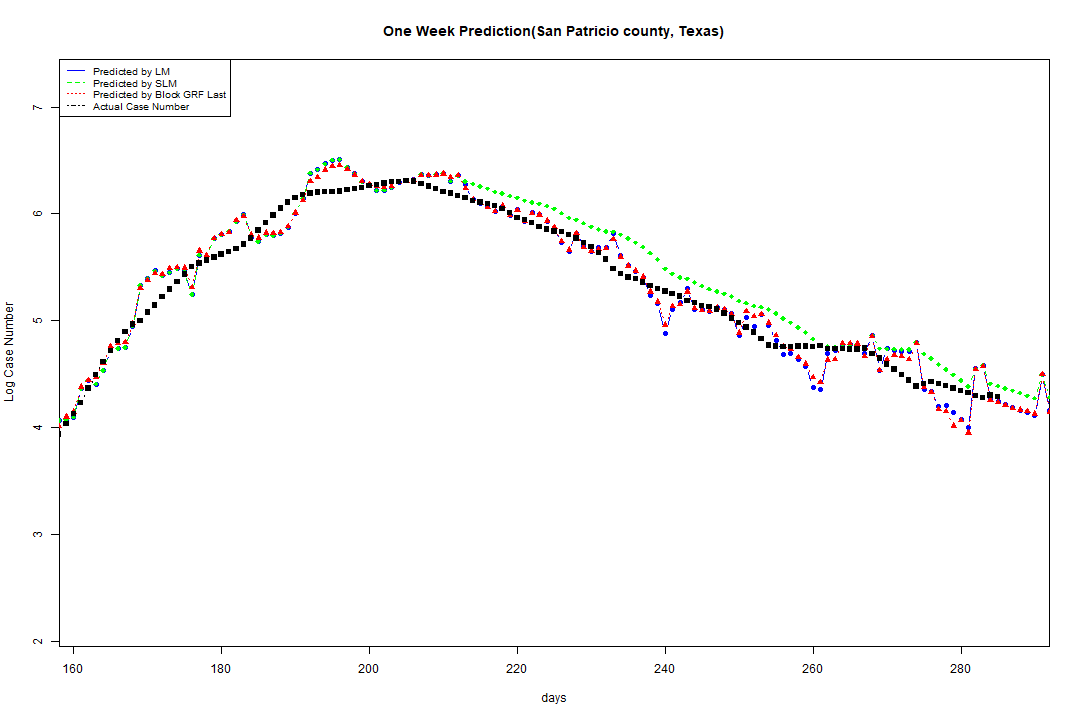 One Week Prediction(San Patricio county, Texas)
Predicted by LM
Predicted by SLM
Predicted by Block GRF Last
Actual Case Number
7
6
5
4
3
2
Log Case Number
160 180 200 220 240 260 280
days